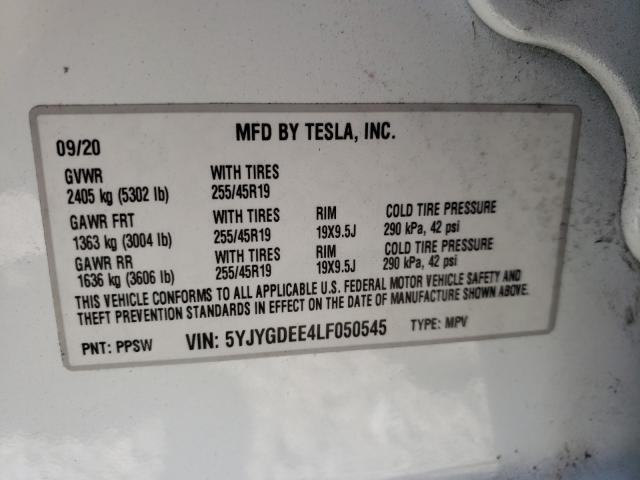 MFD BY TESLA, INC.
09/20
GVWR WITH TIRES
2405 kg (5302 lb) 255/45R19
GAWR FRT WITH TIRES RIM COLD TIRE PRESSURE
1363 kg (3004 lb) 255/45R19 19X9.5J 290 kPa, 42 psi
GAWR RR WITH TIRES RIM COLD TIRE PRESSURE
1636 kg (3606 lb) 255/45R19 19X9.5J 290 kPa, 42 psi
THIS VEHICLE CONFORMS TO ALL APPLICABLE U.S. FEDERAL MOTOR VEHICLE SAFETY AND
THEFT PREVENTION STANDARDS IN EFFECT ON THE DATE OF MANUFACTURE SHOWN ABOVE.
PNT: PPSW VIN: 5YJYGDEE4LF050545 TYPE: MPV